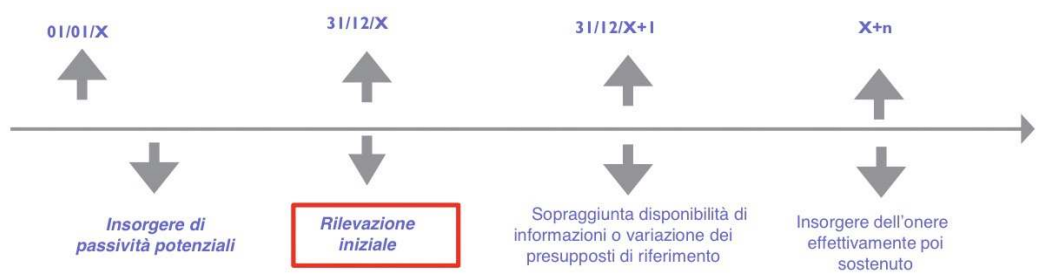 01/01/X
31/12/X
31/12/X+1
X+n
Insorgere di
passività potenziali
Rilevazione
iniziale
Sopraggiunta disponibilità di
informazioni o variazione dei
presupposti di riferimento
Insorgere dell'onere
effettivamente poi
sostenuto